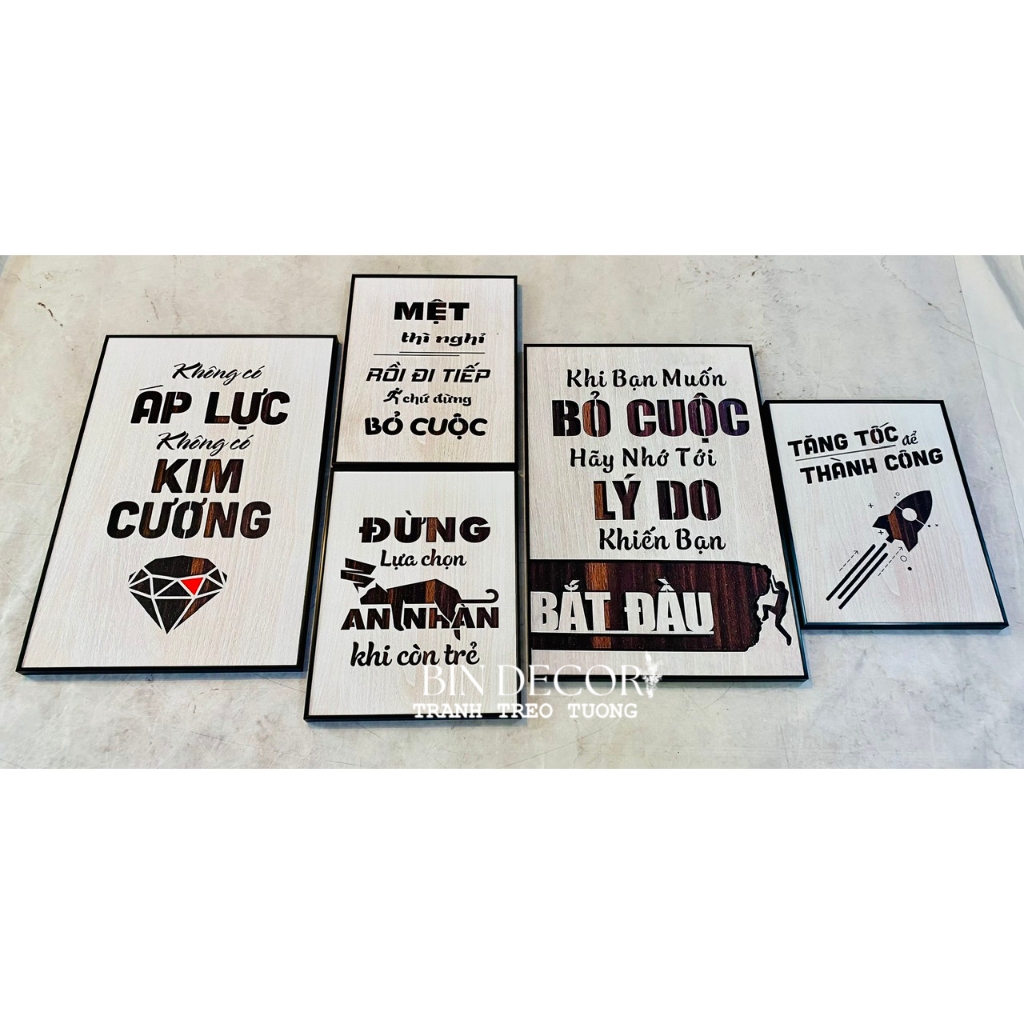 Không có
ÁP LỰC
Không có
KIM
CƯƠNG
MỆT
thì nghỉ
RỒI ĐI TIẾP
chứ đừng
BỎ CUỘC
ĐỪNG
Lựa chọn
AN NHÀN
khi còn trẻ
Khi Bạn Muốn
BỎ CUỘC
Hãy Nhớ Tới
LÝ DO
Khiến Bạn
BẮT ĐẦU
TĂNG TỐC để
THÀNH CÔNG
BIN DECOR
TRANH TREO TUONG